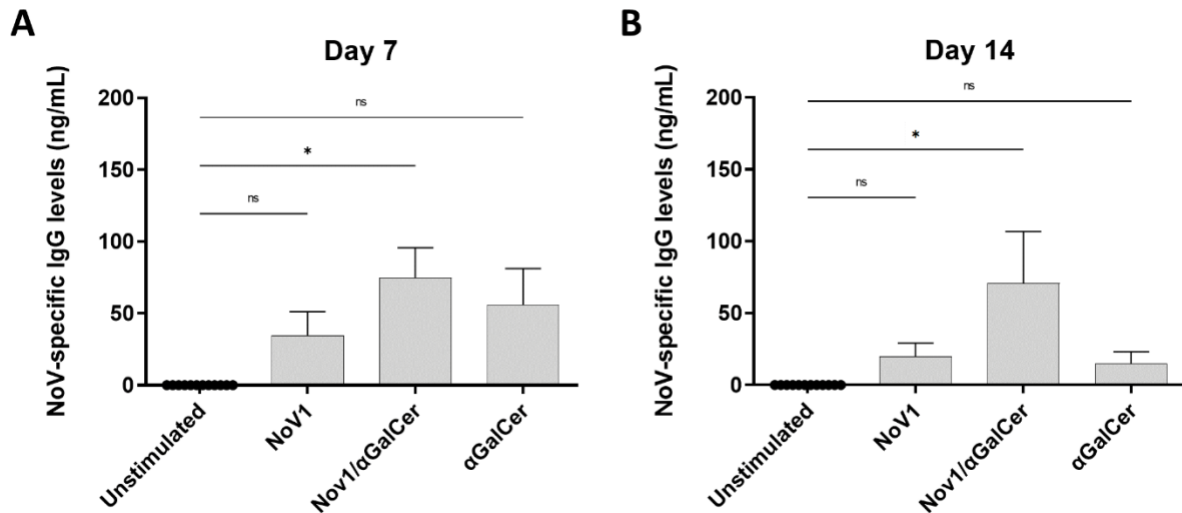 A
Day 7
NoV-specific IgG levels (ng/mL)
200
150
100
50
0
ns
*
ns
Unstimulated
NoV1
Nov1/αGalCer
αGalCer
B
Day 14
NoV-specific IgG levels (ng/mL)
200
150
100
50
0
ns
*
ns
Unstimulated
NoV1
Nov1/αGalCer
αGalCer